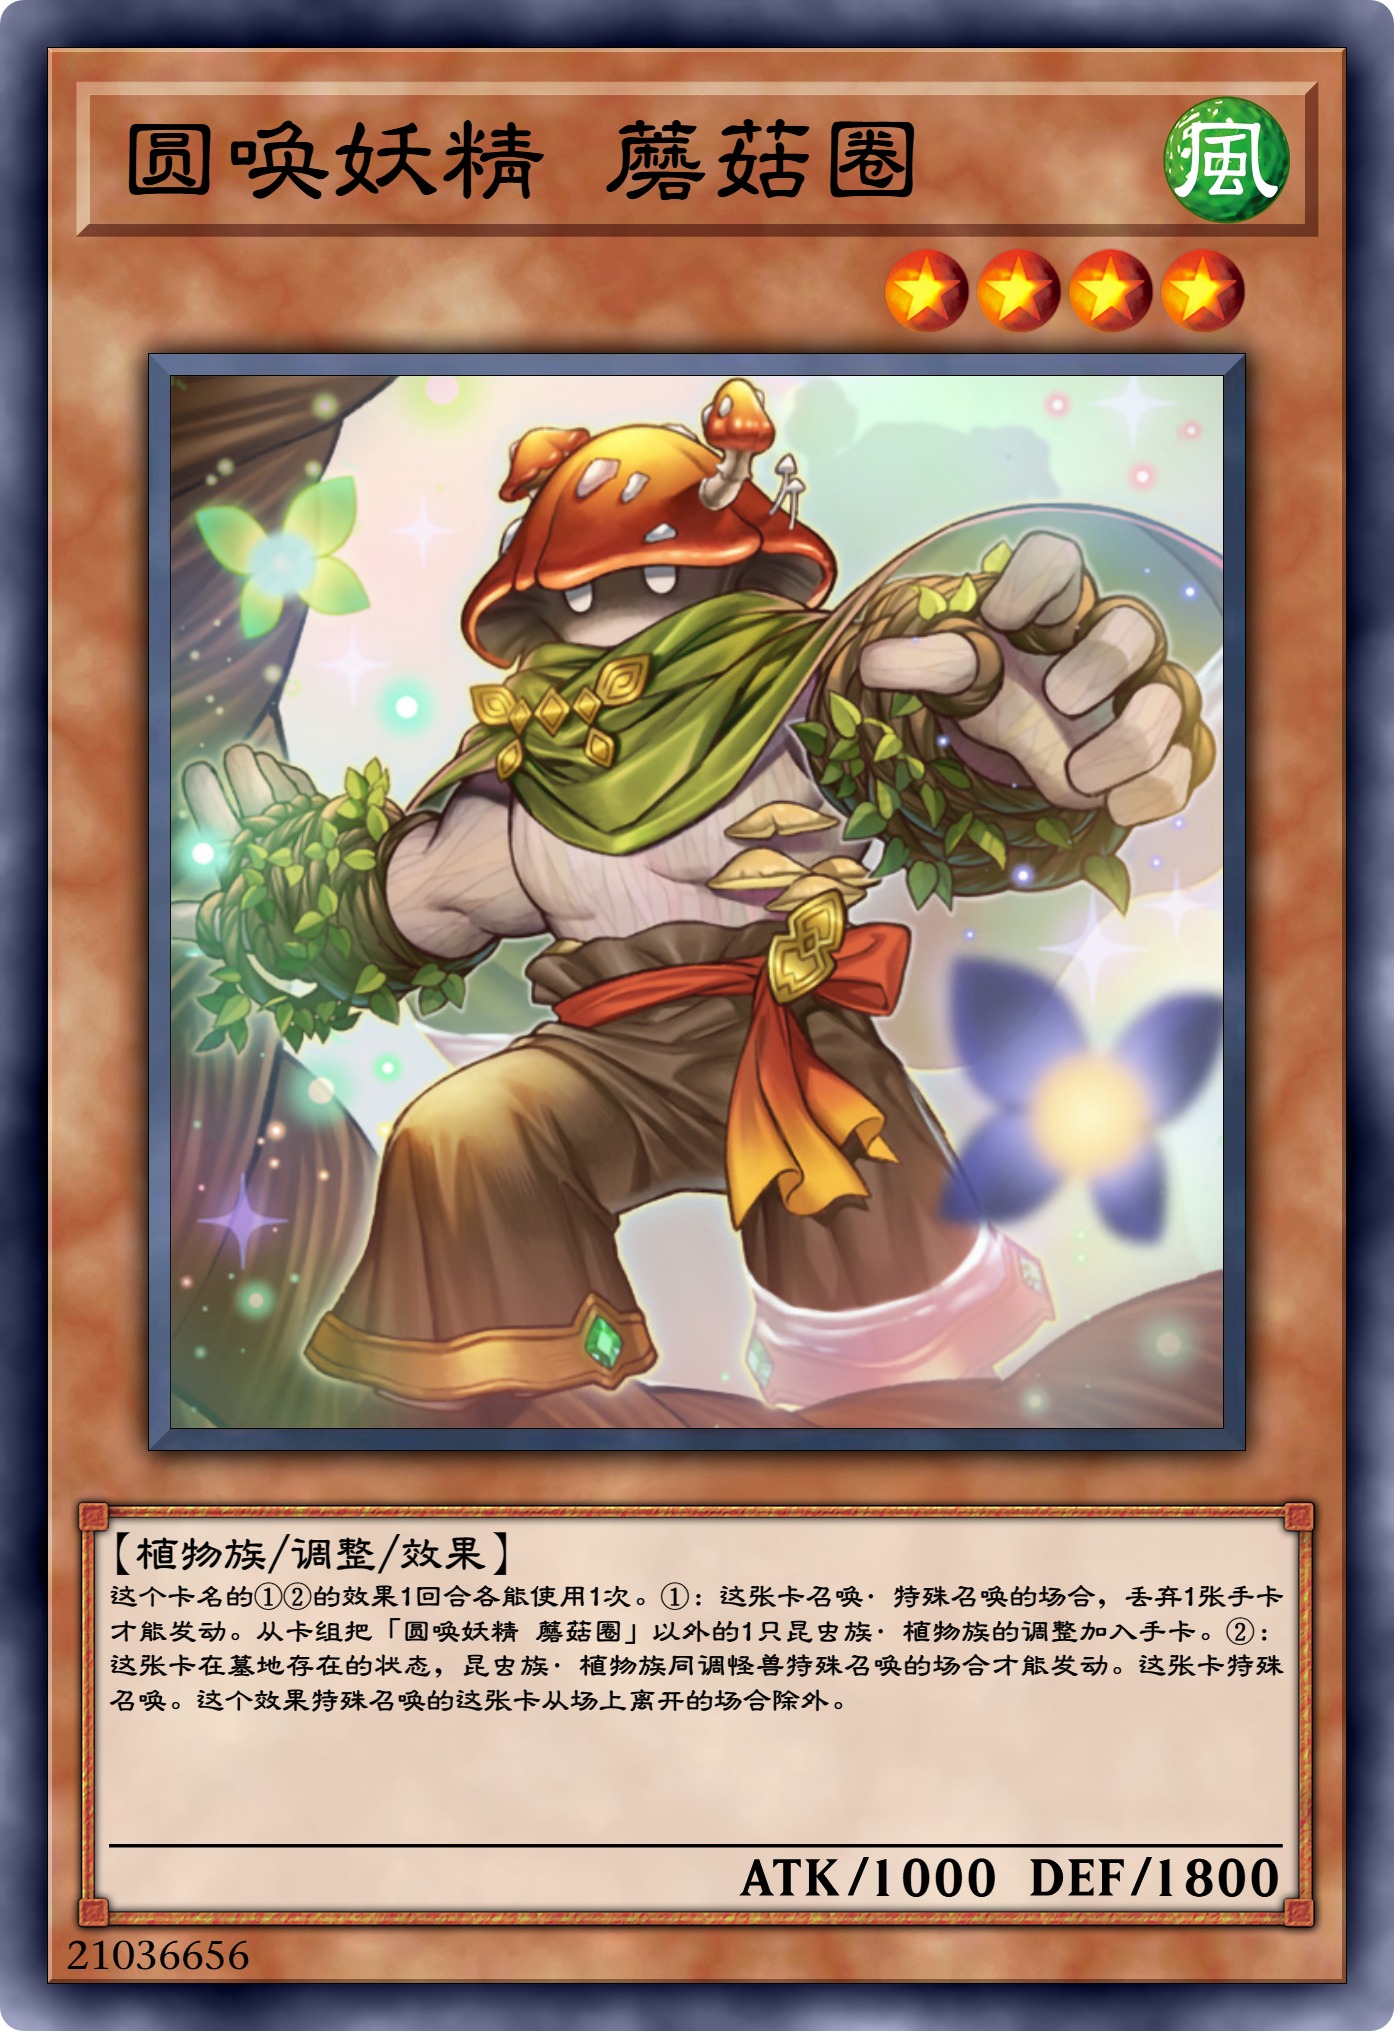 圆唤妖精 蘑菇圈
風
【植物族/调整/效果】
这个卡名的①②的效果1回合各能使用1次。①：这张卡召唤·特殊召唤的场合，丢弃1张手卡
才能发动。从卡组把「圆唤妖精 蘑菇圈」以外的1只昆虫族·植物族的调整加入手卡。②：
这张卡在墓地存在的状态，昆虫族·植物族同调怪兽特殊召唤的场合才能发动。这张卡特殊
召唤。这个效果特殊召唤的这张卡从场上离开的场合除外。
ATK/1000 DEF/1800
21036656